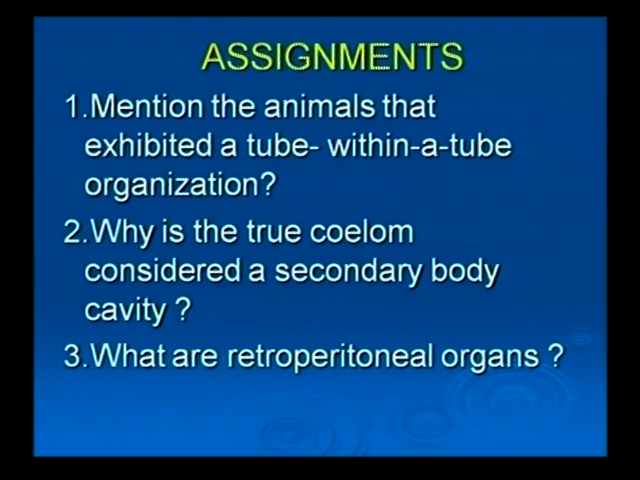 ASSIGNMENTS
1.Mention the animals that
exhibited a tube- within-a-tube
organization?
2.Why is the true coelom
considered a secondary body
cavity ?
3.What are retroperitoneal organs ?